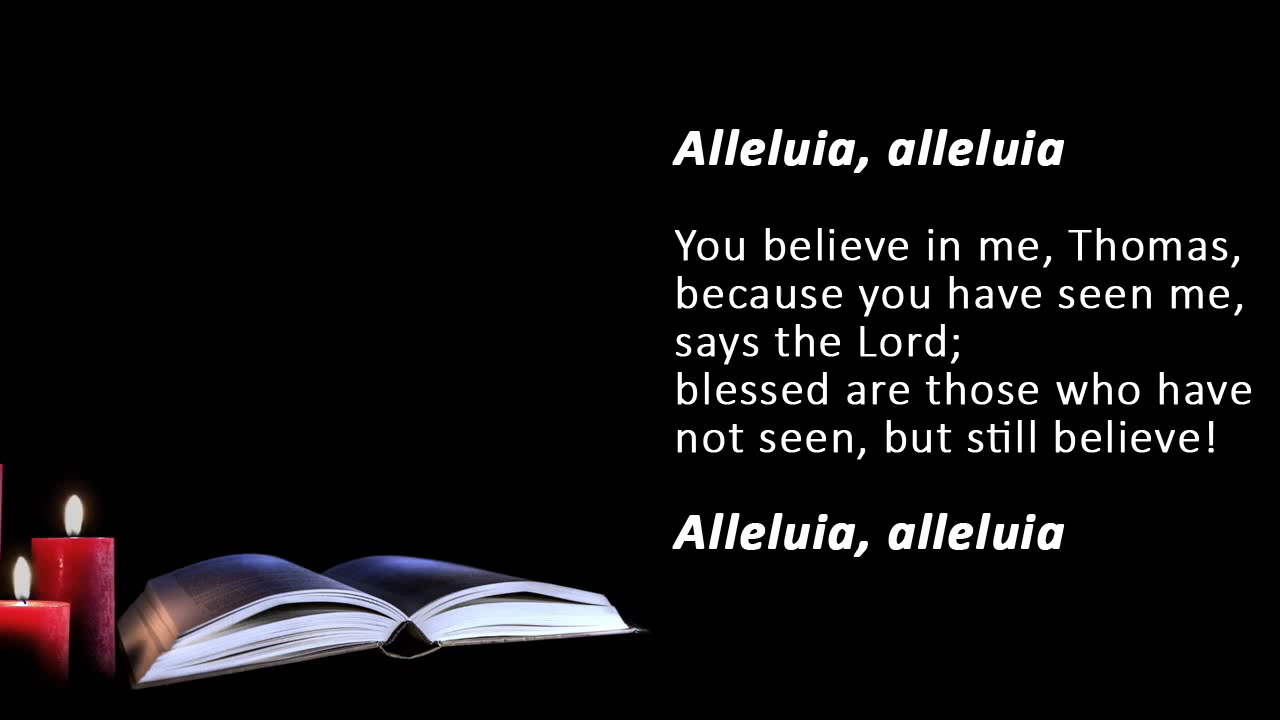 Alleluia, alleluia
You believe in me, Thomas,
because you have seen me,
says the Lord;
blessed are those who have
not seen, but still believe!
Alleluia, alleluia